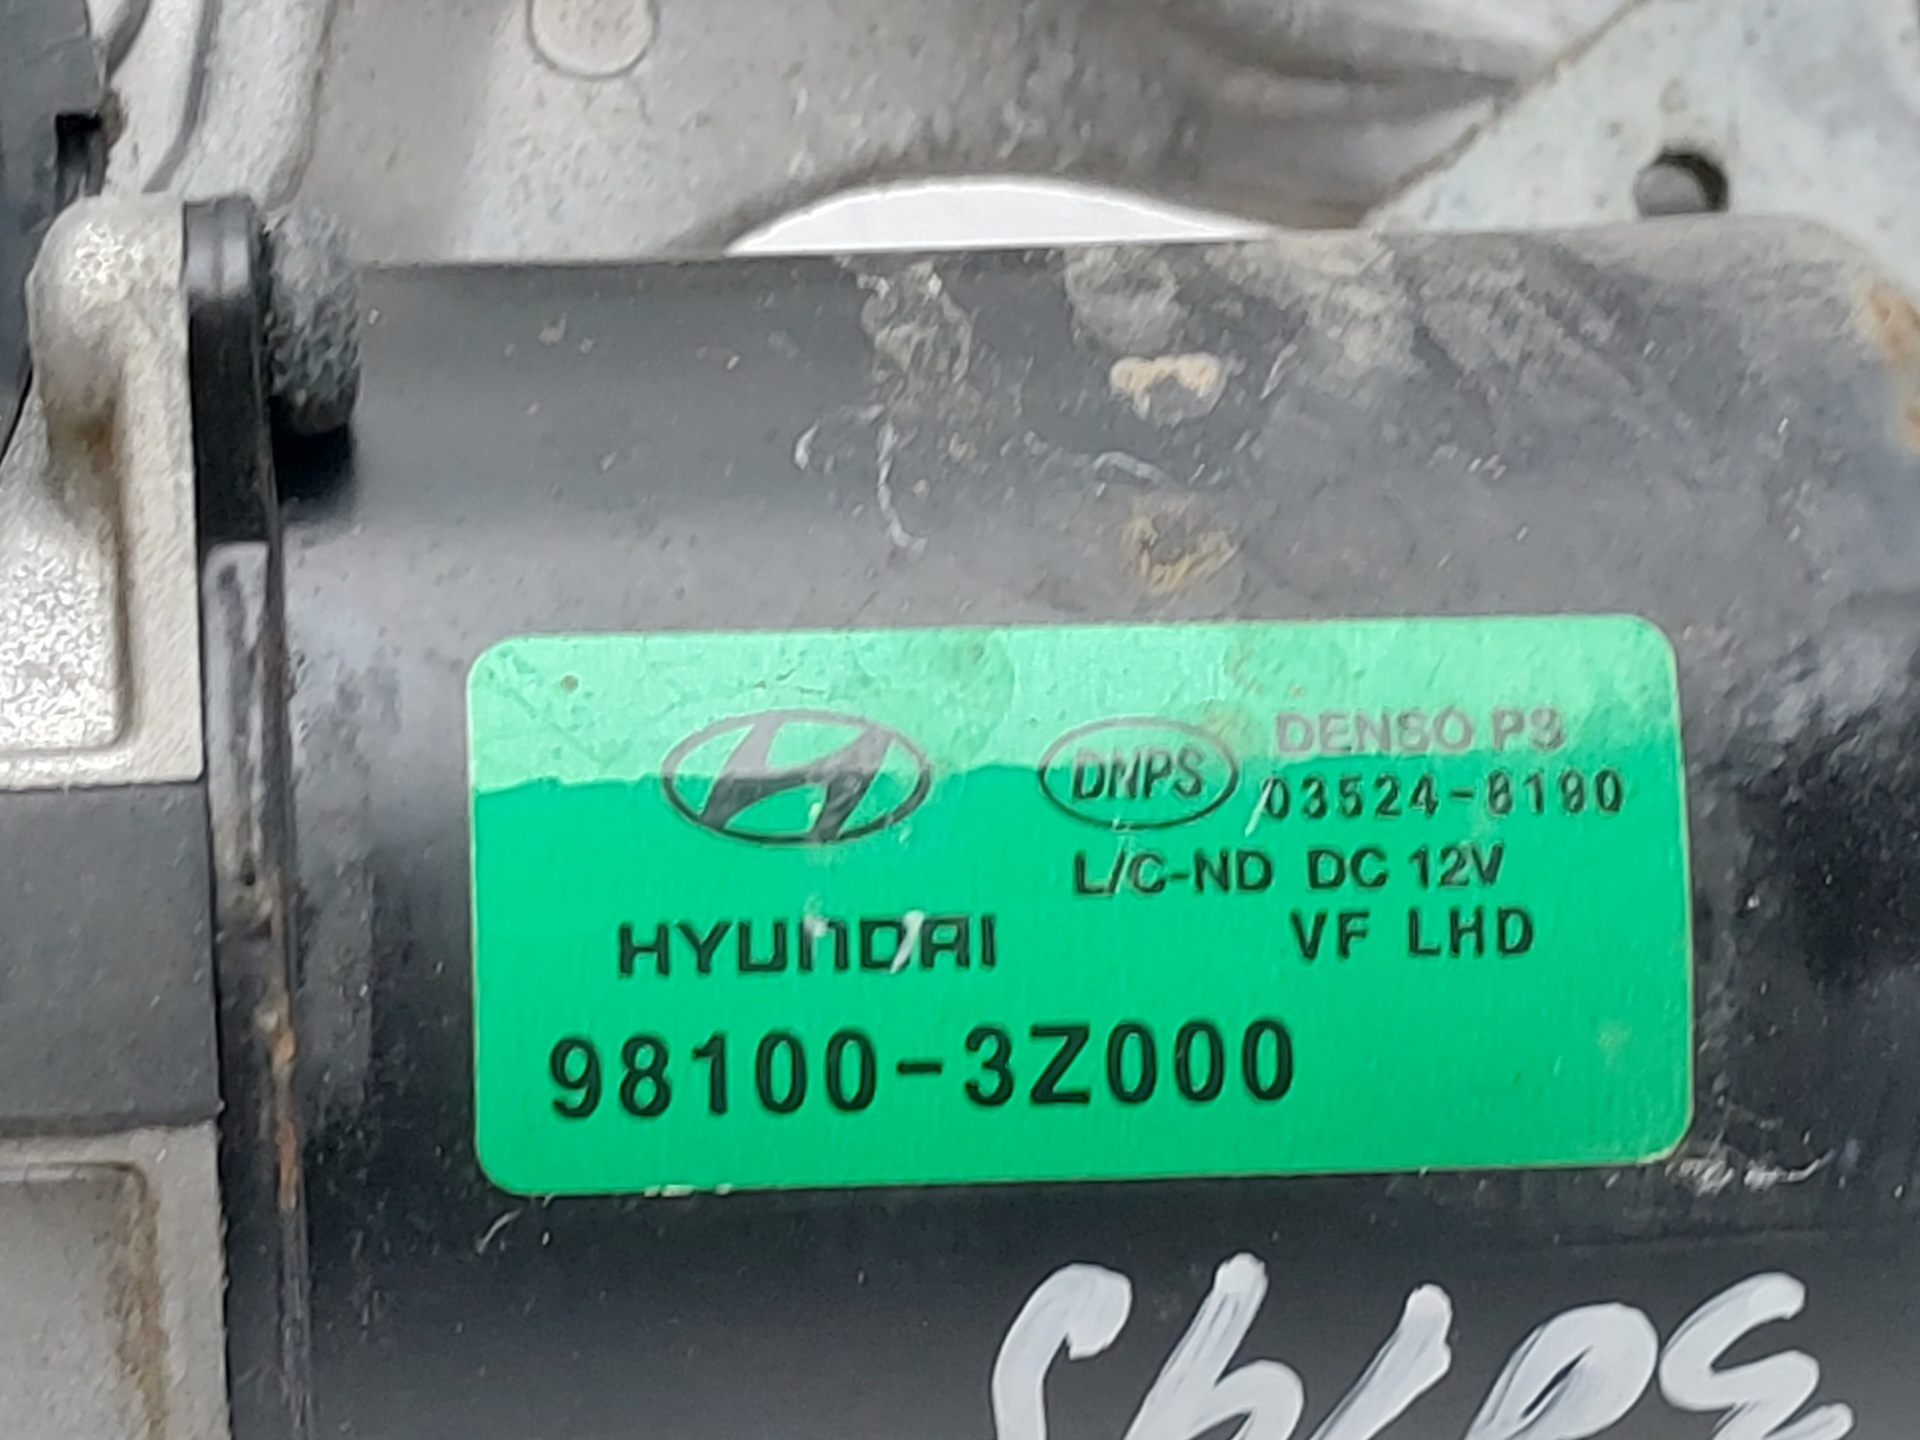 DNPS
DENSO PS
03524-8190
L/C-ND DC 12V
HYUNDAI
VF LHD
98100-3Z000